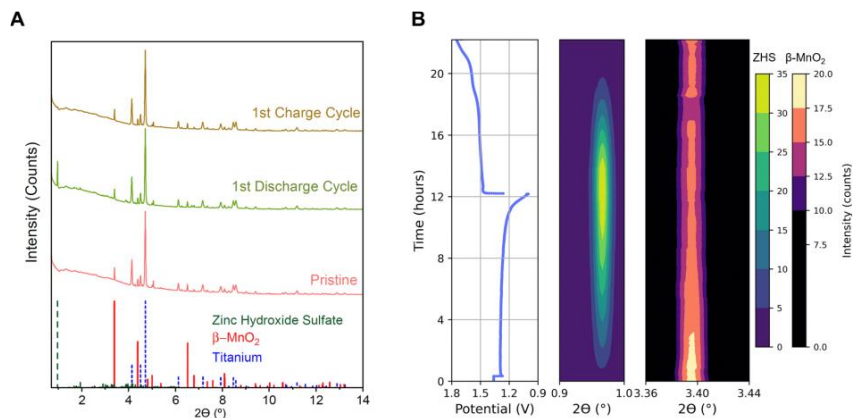 A
B
Intensity (Counts)
1st Charge Cycle
1st Discharge Cycle
Pristine
Zinc Hydroxide Sulfate
β–MnO₂
Titanium
2 4 6 8 10 12 14
2Θ (º)
Time (hours)
20
16
12
8
4
0
1.8 1.5 1.2 0.9
Potential (V)
0.9 1.03
2Θ (°)
3.36 3.40 3.44
2Θ (°)
ZHS β-MnO₂
35
30
25
20
15
10
5
0
20.0
17.5
15.0
12.5
10.0
7.5
0.0
Intensity (counts)